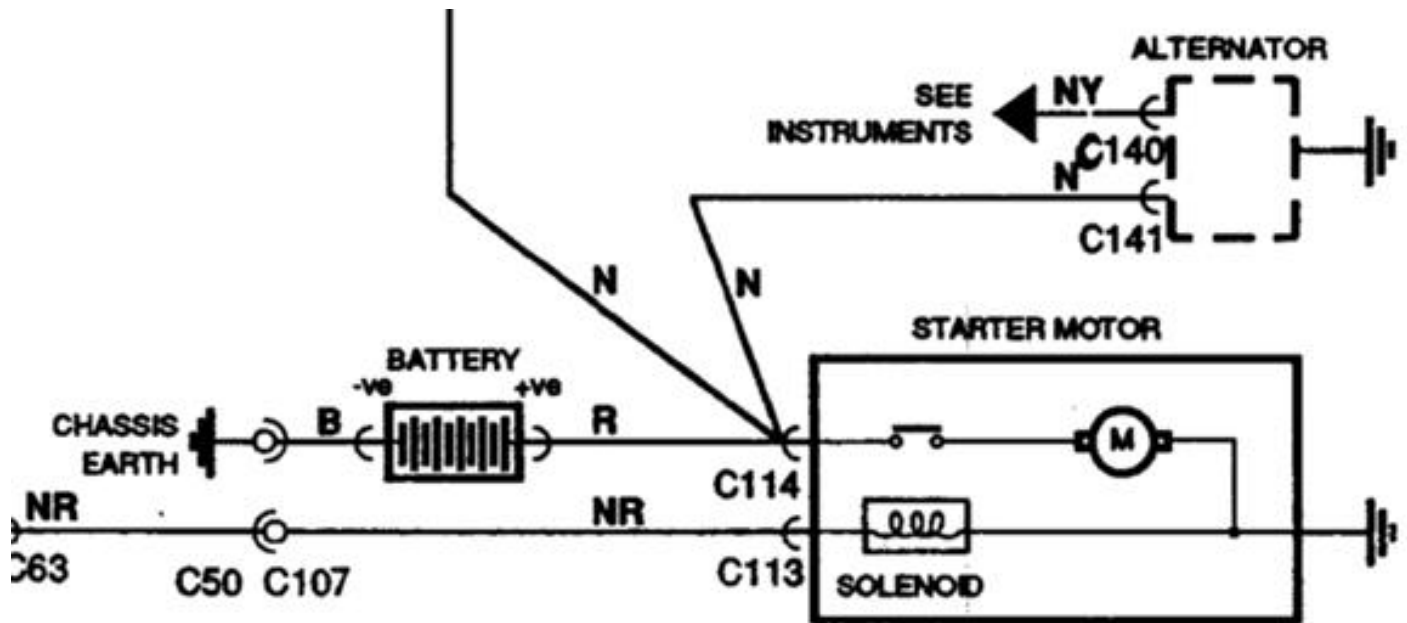 ALTERNATOR
SEE
INSTRUMENTS
NY
C140
N
C141
N
N
STARTER MOTOR
BATTERY
-ve
+ve
CHASSIS
EARTH
B
R
M
C114
NR
NR
C63
C50 C107
C113
SOLENOID